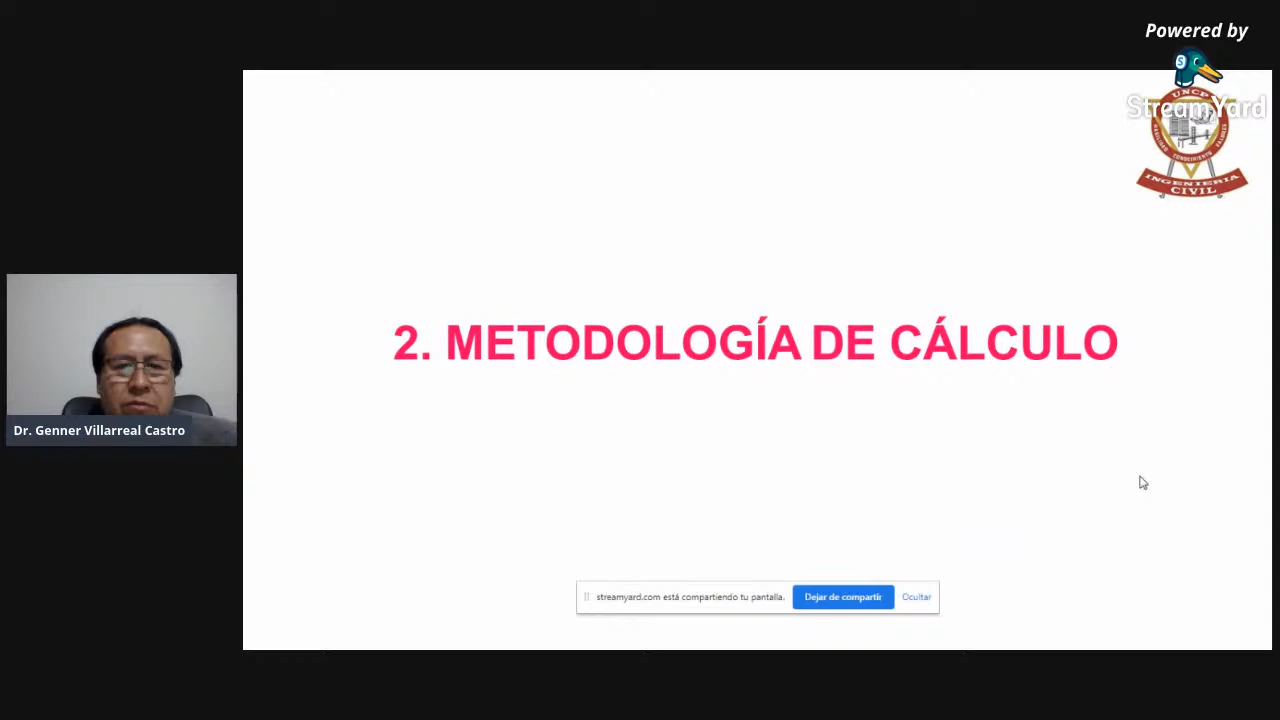 Powered by
StreamYard
UNCP
INGENIERIA
CIVIL
2. METODOLOGÍA DE CÁLCULO
Dr. Genner Villarreal Castro
streamyard.com está compartiendo tu pantalla.
Dejar de compartir
Ocultar